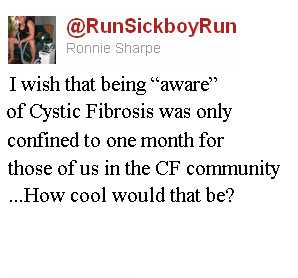 @RunSickboyRun
Ronnie Sharpe
I wish that being “aware”
of Cystic Fibrosis was only
confined to one month for
those of us in the CF community
...How cool would that be?